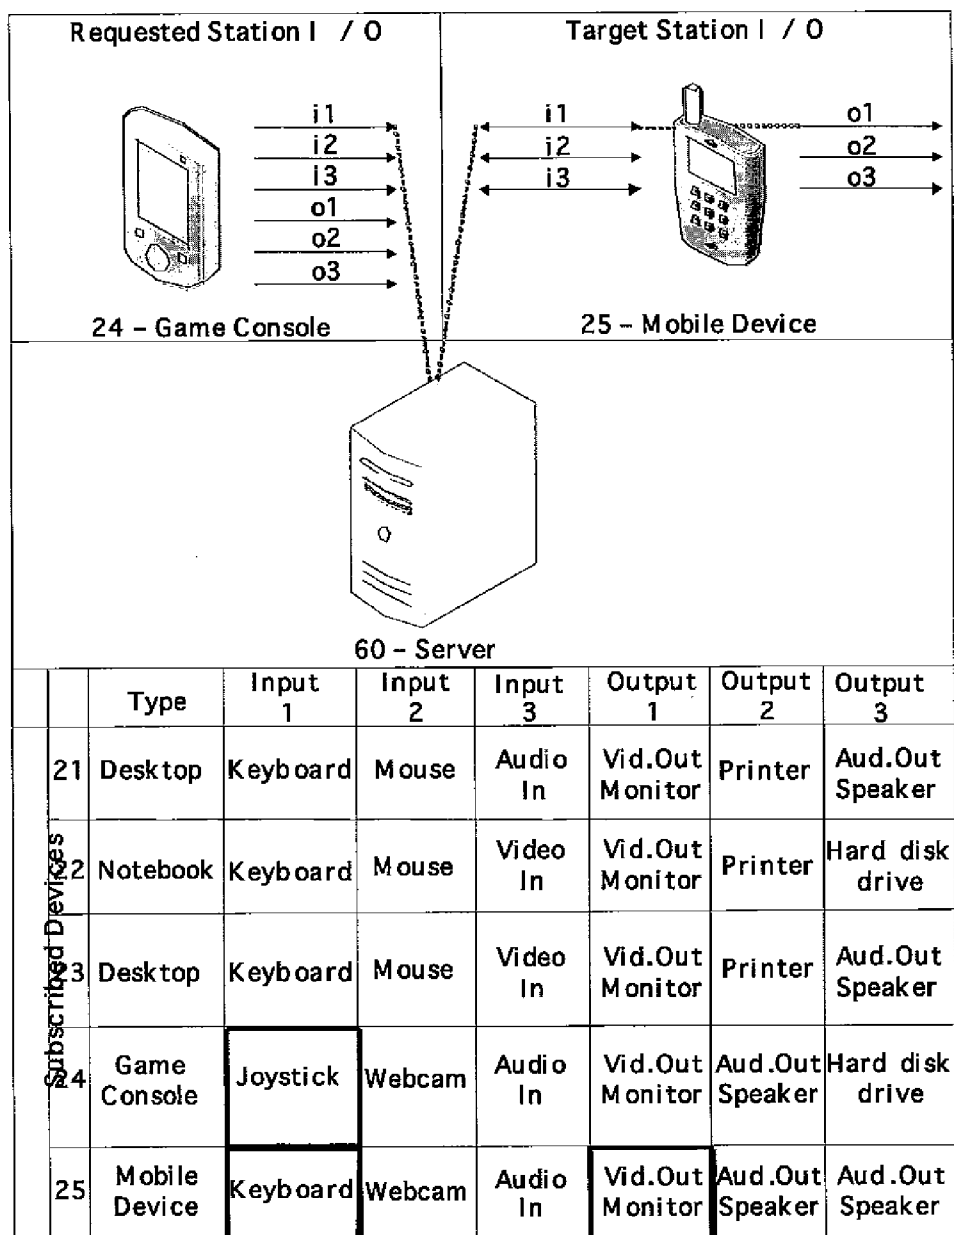 Requested Station I / O
Target Station I / O
i1
i2
i3
o1
o2
o3
i1
i2
i3
o1
o2
o3
24 – Game Console
25 – Mobile Device
60 – Server
Subscribed Devices
Type
Input 1
Input 2
Input 3
Output 1
Output 2
Output 3
21
Desktop
Keyboard
Mouse
Audio In
Vid.Out Monitor
Printer
Aud.Out Speaker
22
Notebook
Keyboard
Mouse
Video In
Vid.Out Monitor
Printer
Hard disk drive
23
Desktop
Keyboard
Mouse
Video In
Vid.Out Monitor
Printer
Aud.Out Speaker
24
Game Console
Joystick
Webcam
Audio In
Vid.Out Monitor
Aud.Out Speaker
Hard disk drive
25
Mobile Device
Keyboard
Webcam
Audio In
Vid.Out Monitor
Aud.Out Speaker
Aud.Out Speaker